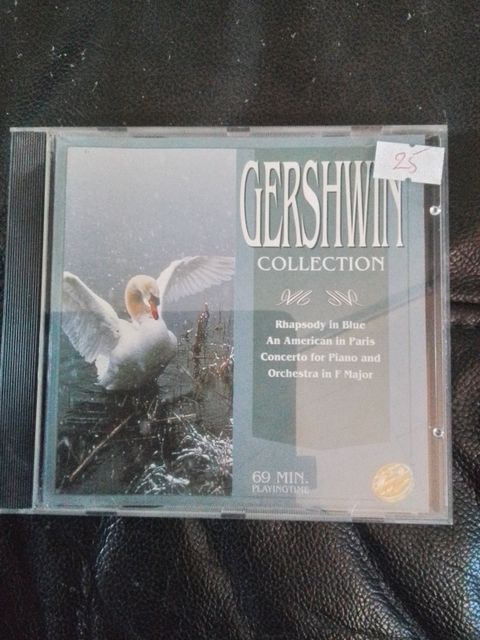 GERSHWIN
25
COLLECTION
Rhapsody in Blue
An American in Paris
Concerto for Piano and
Orchestra in F Major
69 MIN.
PLAYINGTIME